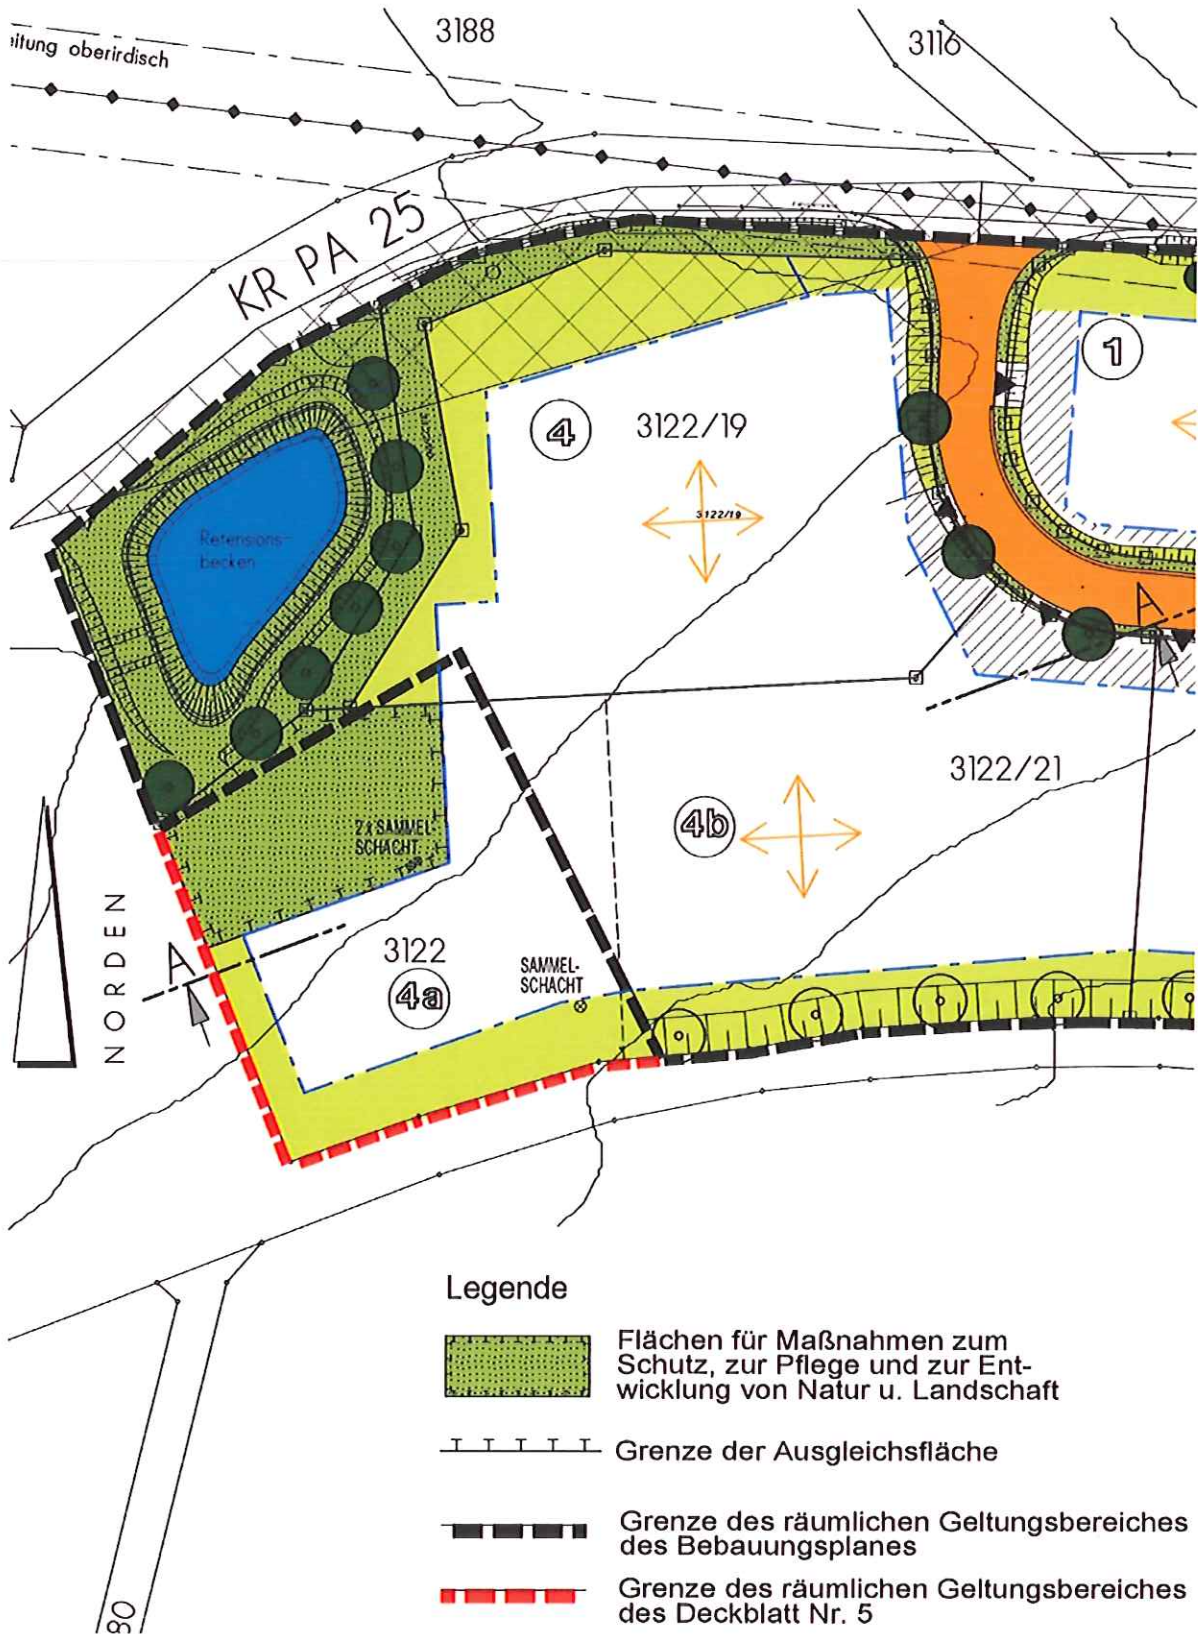 3188
3116
eitung oberirdisch
KR PA 25
1
4
3122/19
3122/19
Retensions-
becken
A
3122/21
4b
2 x SAMMEL-
SCHACHT
NORDEN
A
3122
4a
SAMMEL-
SCHACHT
Legende
Flächen für Maßnahmen zum
Schutz, zur Pflege und zur Ent-
wicklung von Natur u. Landschaft
Grenze der Ausgleichsfläche
Grenze des räumlichen Geltungsbereiches
des Bebauungsplanes
Grenze des räumlichen Geltungsbereiches
des Deckblatt Nr. 5
80